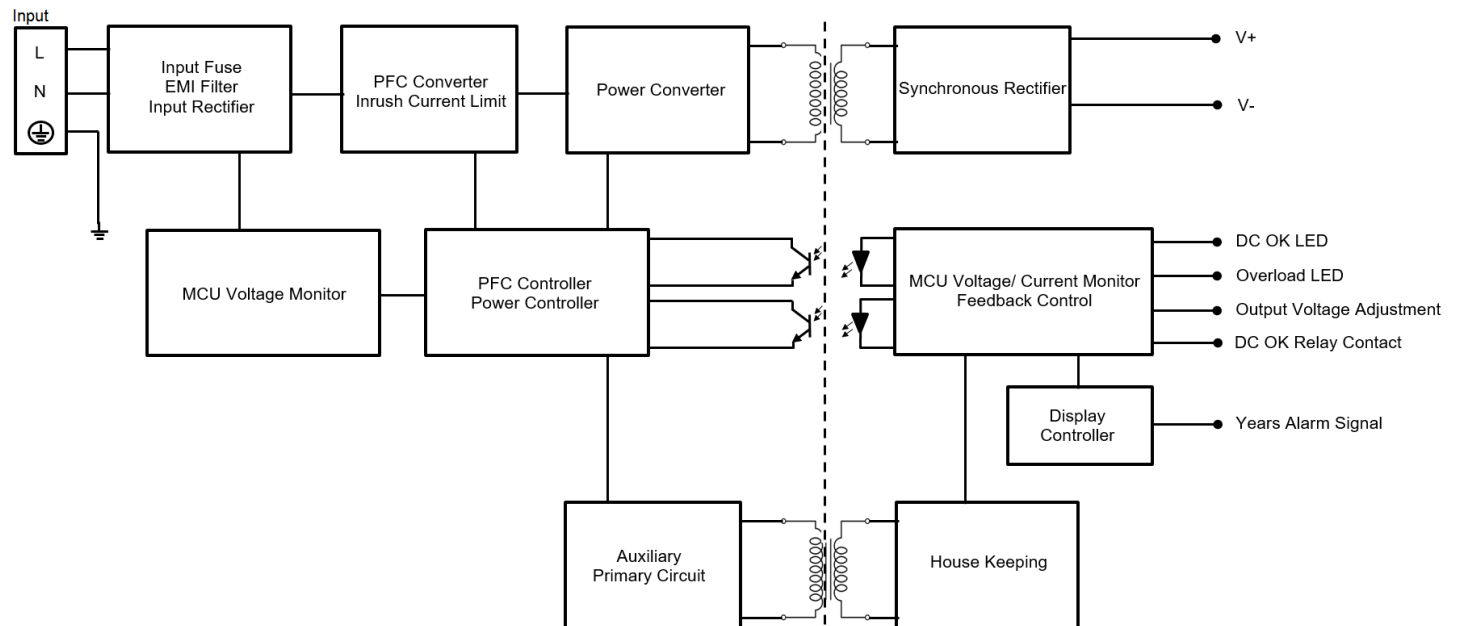 Input
L
N
Input Fuse
EMI Filter
Input Rectifier
PFC Converter
Inrush Current Limit
Power Converter
Synchronous Rectifier
V+
V-
MCU Voltage Monitor
PFC Controller
Power Controller
MCU Voltage/ Current Monitor
Feedback Control
DC OK LED
Overload LED
Output Voltage Adjustment
DC OK Relay Contact
Display
Controller
Years Alarm Signal
Auxiliary
Primary Circuit
House Keeping